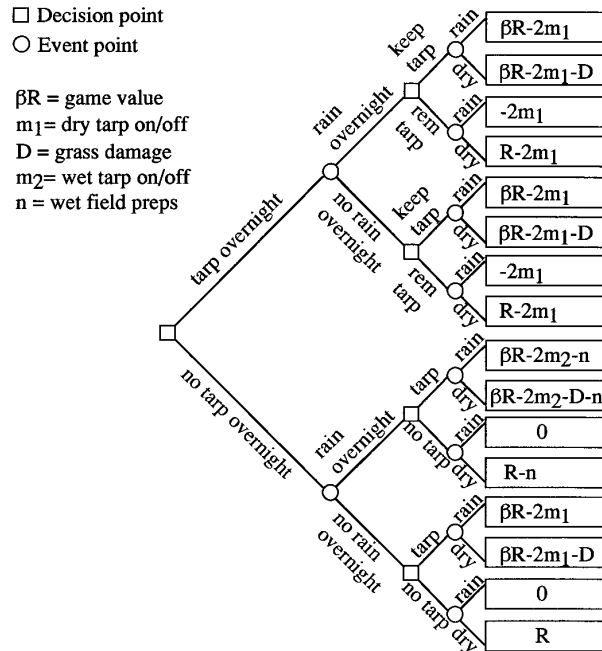 Decision point
Event point
βR = game value
m1= dry tarp on/off
D = grass damage
m2= wet tarp on/off
n = wet field preps
tarp overnight
no tarp overnight
rain
overnight
no rain
overnight
keep
tarp
rem
tarp
rain
βR-2m1
dry
βR-2m1-D
rain
-2m1
dry
R-2m1
keep
tarp
rem
tarp
rain
βR-2m1
dry
βR-2m1-D
rain
-2m1
dry
R-2m1
rain
overnight
no rain
overnight
tarp
no tarp
rain
βR-2m2-n
dry
βR-2m2-D-n
rain
0
dry
R-n
tarp
no tarp
rain
βR-2m1
dry
βR-2m1-D
rain
0
dry
R